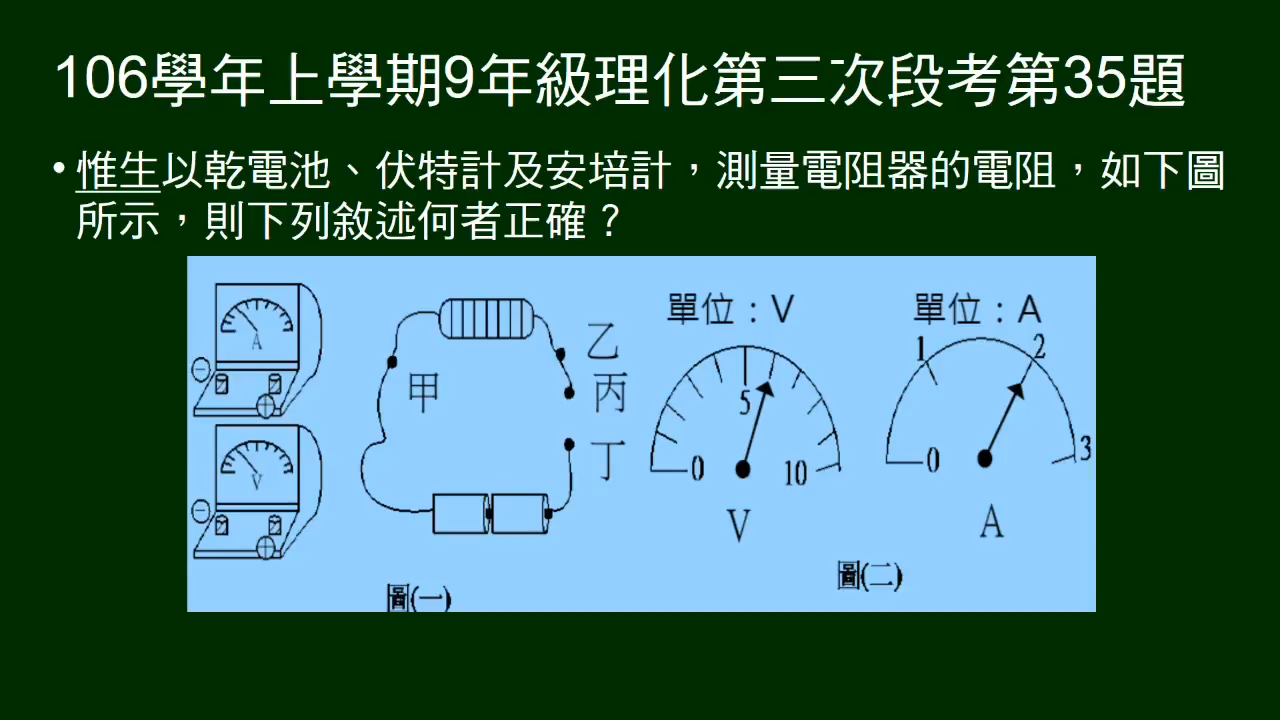 106學年上學期9年級理化第三次段考第35題
• 惟生以乾電池、伏特計及安培計，測量電阻器的電阻，如下圖
所示，則下列敘述何者正確？
單位：V
單位：A
A
V
甲
乙
丙
丁
0
5
10
V
0
1
2
3
A
圖(一)
圖(二)